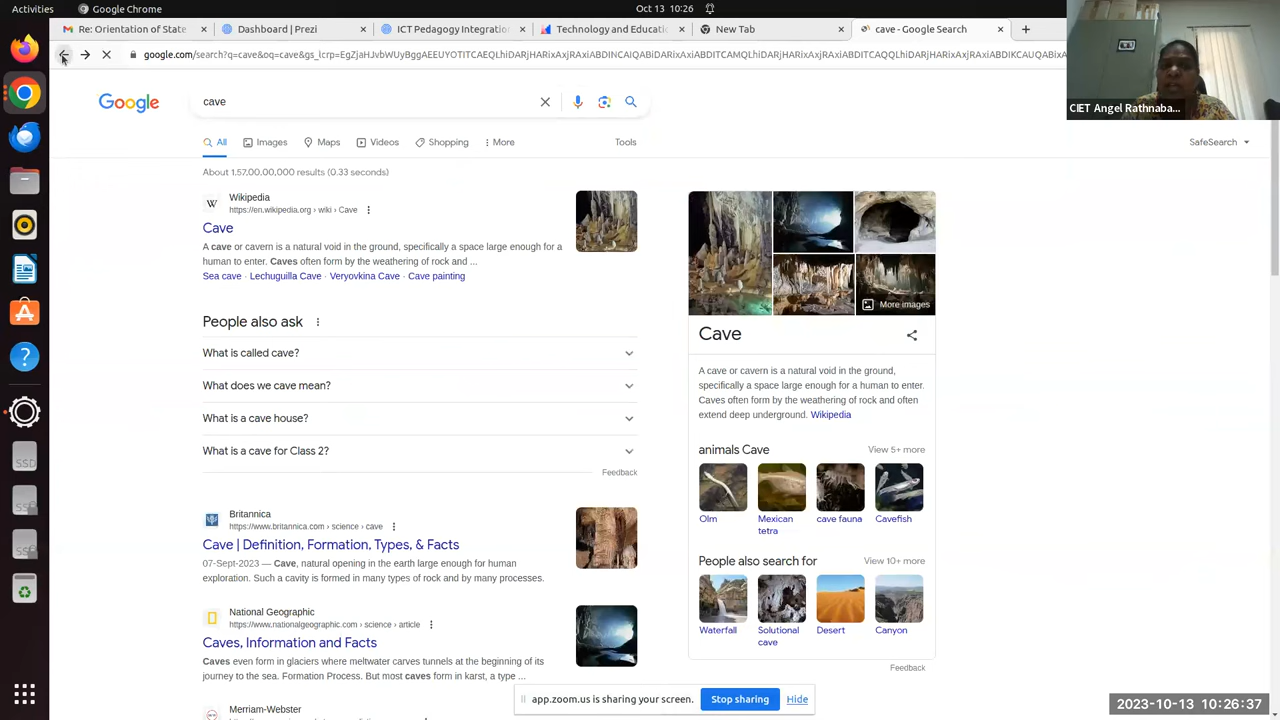 Activities
Google Chrome
Oct 13 10:26
Re: Orientation of State
Dashboard | Prezi
ICT Pedagogy Integration
Technology and Educatio
New Tab
cave - Google Search
google.com/search?q=cave&oq=cave&gs_lcrp=
CIET Angel Rathnaba...
Google
cave
All
Images
Maps
Videos
Shopping
More
Tools
SafeSearch
About 1,57,00,00,000 results (0.33 seconds)
Wikipedia
https://en.wikipedia.org › wiki › Cave
Cave
A cave or cavern is a natural void in the ground, specifically a space large enough for a
human to enter. Caves often form by the weathering of rock and ...
Sea cave · Lechuguilla Cave · Veryovkina Cave · Cave painting
People also ask
What is called cave?
What does we cave mean?
What is a cave house?
What is a cave for Class 2?
Feedback
Britannica
https://www.britannica.com › science › cave
Cave | Definition, Formation, Types, & Facts
07-Sept-2023 — Cave, natural opening in the earth large enough for human
exploration. Such a cavity is formed in many types of rock and by many processes.
National Geographic
https://www.nationalgeographic.com › science › article
Caves, Information and Facts
Caves even form in glaciers where meltwater carves tunnels at the beginning of its
journey to the sea. Formation Process. But most caves form in karst, a type ...
Merriam-Webster
More images
Cave
A cave or cavern is a natural void in the ground,
specifically a space large enough for a human to enter.
Caves often form by the weathering of rock and often
extend deep underground. Wikipedia
animals Cave
View 5+ more
Olm
Mexican
tetra
cave fauna
Cavefish
People also search for
View 10+ more
Waterfall
Solutional
cave
Desert
Canyon
Feedback
SSD
app.zoom.us is sharing your screen.
Stop sharing
Hide
2023-10-13 10:26:37